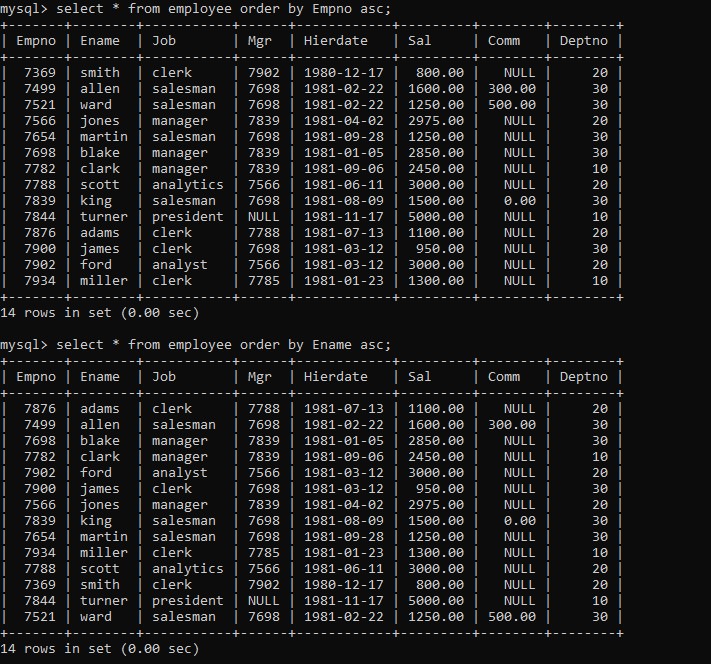 mysql> select * from employee order by Empno asc;
+-------+--------+-----------+------+------------+---------+--------+--------+
| Empno | Ename  | Job       | Mgr  | Hierdate   | Sal     | Comm   | Deptno |
+-------+--------+-----------+------+------------+---------+--------+--------+
|  7369 | smith  | clerk     | 7902 | 1980-12-17 |  800.00 |   NULL |     20 |
|  7499 | allen  | salesman  | 7698 | 1981-02-22 | 1600.00 | 300.00 |     30 |
|  7521 | ward   | salesman  | 7698 | 1981-02-22 | 1250.00 | 500.00 |     30 |
|  7566 | jones  | manager   | 7839 | 1981-04-02 | 2975.00 |   NULL |     20 |
|  7654 | martin | salesman  | 7698 | 1981-09-28 | 1250.00 |   NULL |     30 |
|  7698 | blake  | manager   | 7839 | 1981-01-05 | 2850.00 |   NULL |     30 |
|  7782 | clark  | manager   | 7839 | 1981-09-06 | 2450.00 |   NULL |     10 |
|  7788 | scott  | analytics | 7566 | 1981-06-11 | 3000.00 |   NULL |     20 |
|  7839 | king   | salesman  | 7698 | 1981-08-09 | 1500.00 |   0.00 |     30 |
|  7844 | turner | president | NULL | 1981-11-17 | 5000.00 |   NULL |     10 |
|  7876 | adams  | clerk     | 7788 | 1981-07-13 | 1100.00 |   NULL |     20 |
|  7900 | james  | clerk     | 7698 | 1981-03-12 |  950.00 |   NULL |     30 |
|  7902 | ford   | analyst   | 7566 | 1981-03-12 | 3000.00 |   NULL |     20 |
|  7934 | miller | clerk     | 7785 | 1981-01-23 | 1300.00 |   NULL |     10 |
+-------+--------+-----------+------+------------+---------+--------+--------+
14 rows in set (0.00 sec)
mysql> select * from employee order by Ename asc;
+-------+--------+-----------+------+------------+---------+--------+--------+
| Empno | Ename  | Job       | Mgr  | Hierdate   | Sal     | Comm   | Deptno |
+-------+--------+-----------+------+------------+---------+--------+--------+
|  7876 | adams  | clerk     | 7788 | 1981-07-13 | 1100.00 |   NULL |     20 |
|  7499 | allen  | salesman  | 7698 | 1981-02-22 | 1600.00 | 300.00 |     30 |
|  7698 | blake  | manager   | 7839 | 1981-01-05 | 2850.00 |   NULL |     30 |
|  7782 | clark  | manager   | 7839 | 1981-09-06 | 2450.00 |   NULL |     10 |
|  7902 | ford   | analyst   | 7566 | 1981-03-12 | 3000.00 |   NULL |     20 |
|  7900 | james  | clerk     | 7698 | 1981-03-12 |  950.00 |   NULL |     30 |
|  7566 | jones  | manager   | 7839 | 1981-04-02 | 2975.00 |   NULL |     20 |
|  7839 | king   | salesman  | 7698 | 1981-08-09 | 1500.00 |   0.00 |     30 |
|  7654 | martin | salesman  | 7698 | 1981-09-28 | 1250.00 |   NULL |     30 |
|  7934 | miller | clerk     | 7785 | 1981-01-23 | 1300.00 |   NULL |     10 |
|  7788 | scott  | analytics | 7566 | 1981-06-11 | 3000.00 |   NULL |     20 |
|  7369 | smith  | clerk     | 7902 | 1980-12-17 |  800.00 |   NULL |     20 |
|  7844 | turner | president | NULL | 1981-11-17 | 5000.00 |   NULL |     10 |
|  7521 | ward   | salesman  | 7698 | 1981-02-22 | 1250.00 | 500.00 |     30 |
+-------+--------+-----------+------+------------+---------+--------+--------+
14 rows in set (0.00 sec)